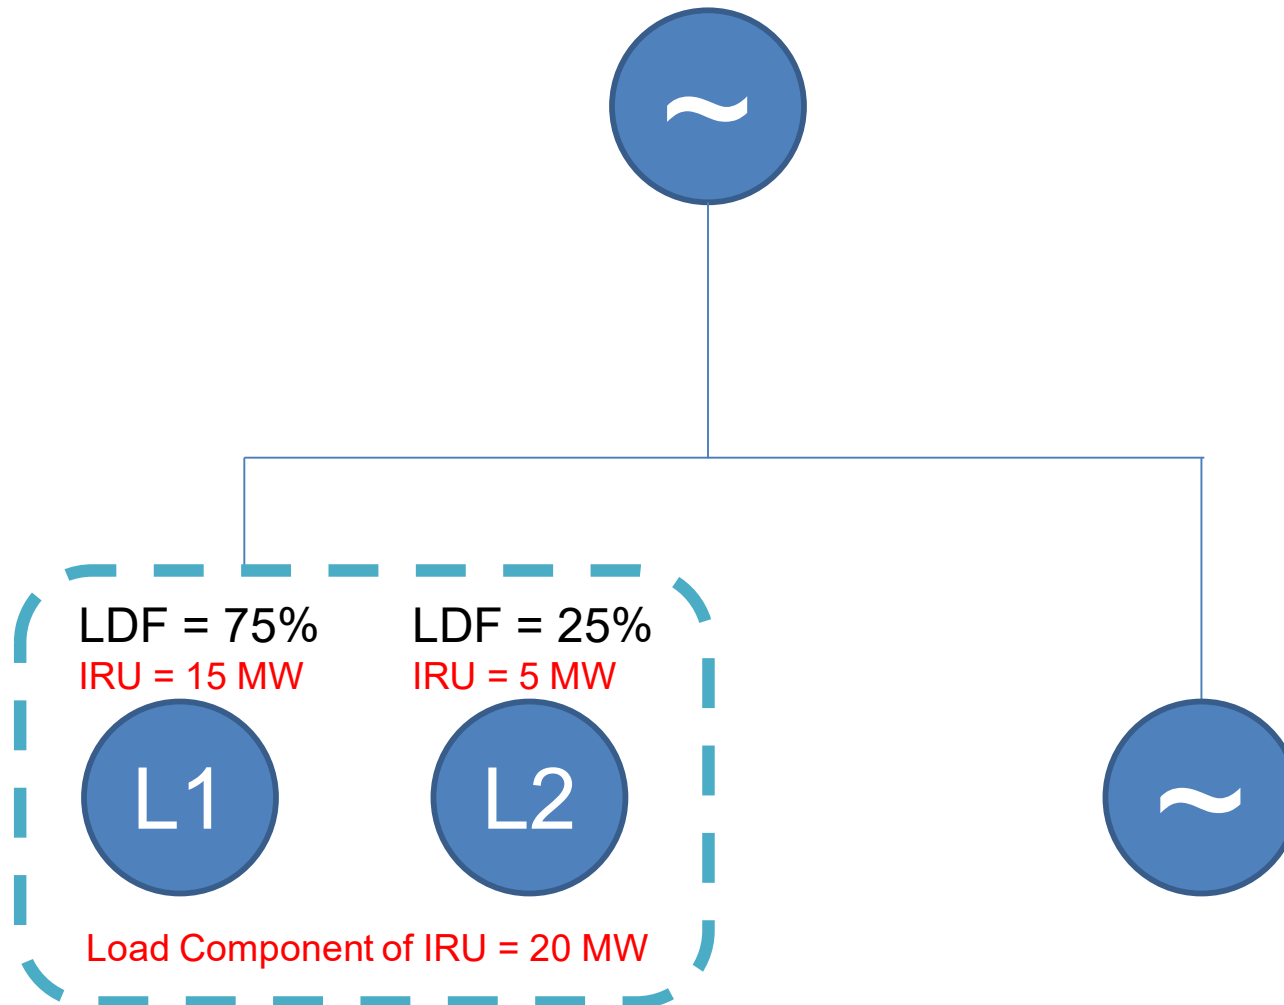 ~
LDF = 75%
IRU = 15 MW
LDF = 25%
IRU = 5 MW
L1
L2
~
Load Component of IRU = 20 MW